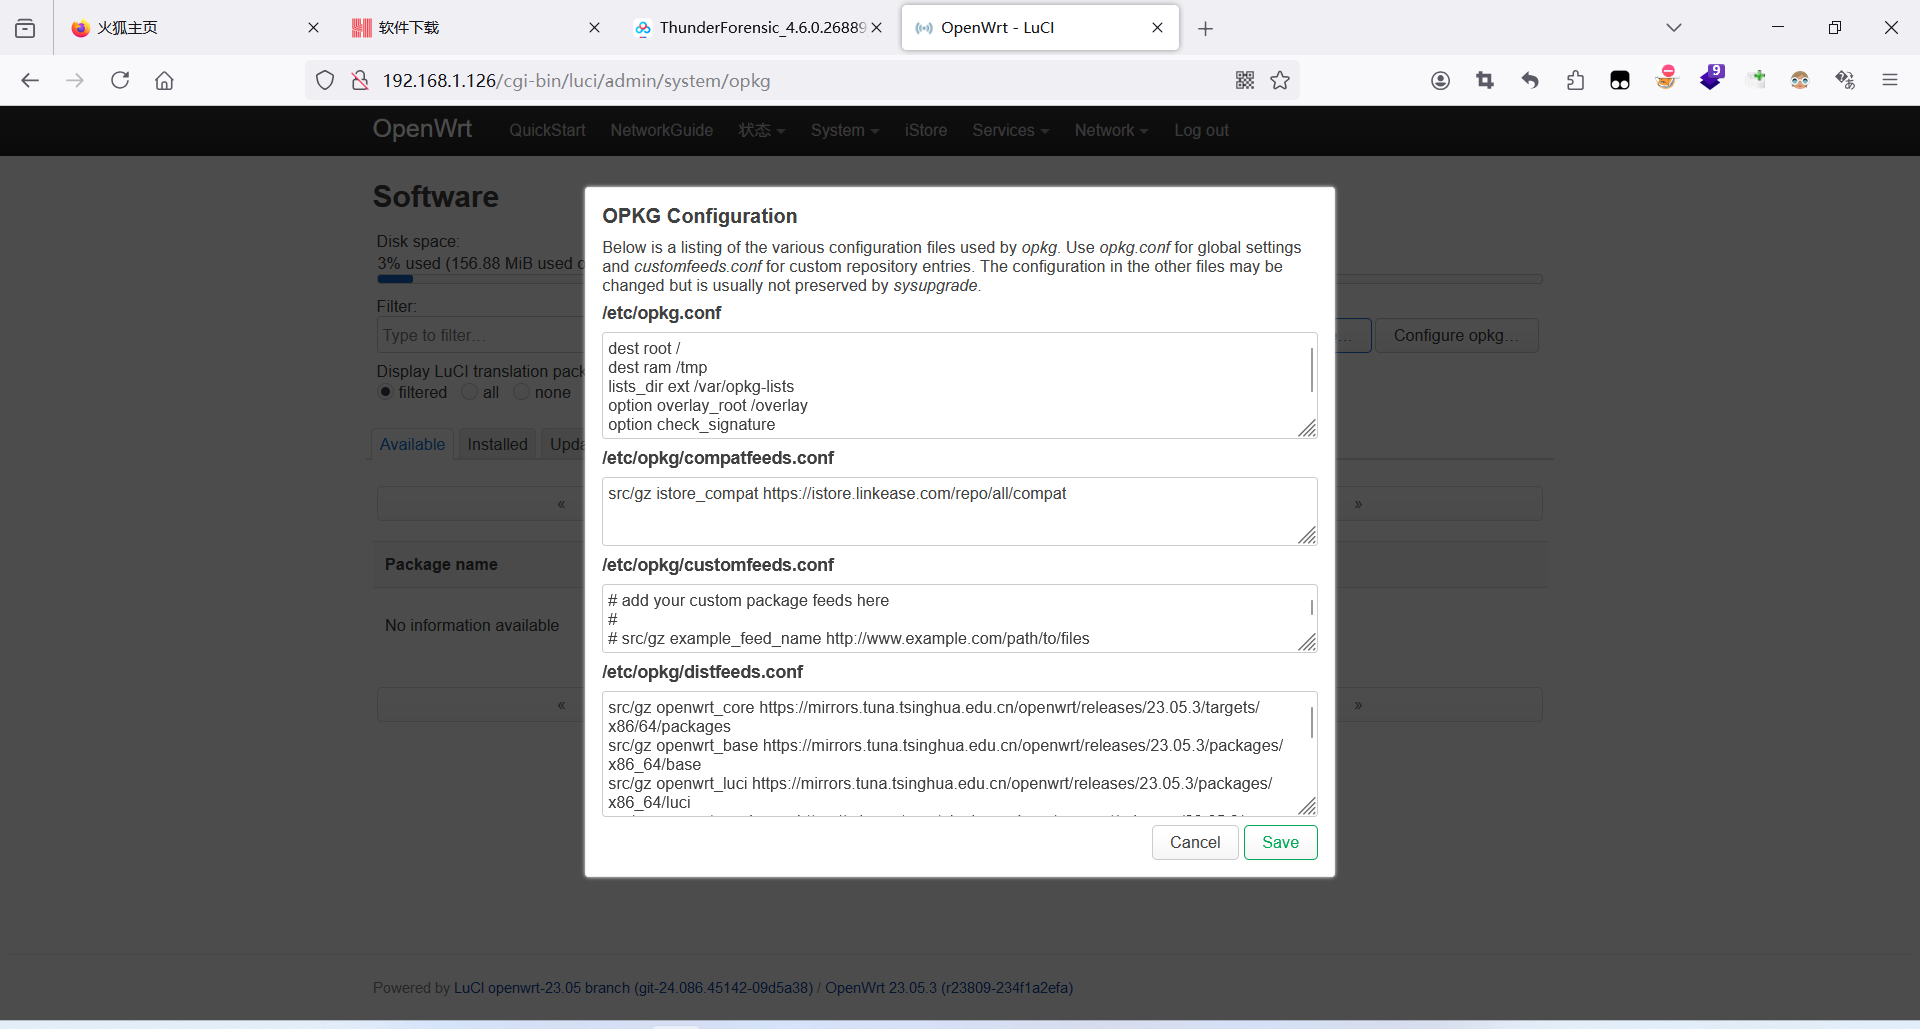 火狐主页
软件下载
ThunderForensic_4.6.0.26889
OpenWrt - LuCI
192.168.1.126/cgi-bin/luci/admin/system/opkg
9
OpenWrt QuickStart NetworkGuide 状态 System iStore Services Network Log out
Software
Disk space:
3% used (156.88 MiB used
Filter:
Type to filter…
… Configure opkg…
Display LuCI translation pack
filtered all none
Available Installed Upda
« »
Package name
No information available
« »
OPKG Configuration
Below is a listing of the various configuration files used by opkg. Use opkg.conf for global settings
and customfeeds.conf for custom repository entries. The configuration in the other files may be
changed but is usually not preserved by sysupgrade.
/etc/opkg.conf
dest root /
dest ram /tmp
lists_dir ext /var/opkg-lists
option overlay_root /overlay
option check_signature
/etc/opkg/compatfeeds.conf
src/gz istore_compat https://istore.linkease.com/repo/all/compat
/etc/opkg/customfeeds.conf
# add your custom package feeds here
#
# src/gz example_feed_name http://www.example.com/path/to/files
/etc/opkg/distfeeds.conf
src/gz openwrt_core https://mirrors.tuna.tsinghua.edu.cn/openwrt/releases/23.05.3/targets/
x86/64/packages
src/gz openwrt_base https://mirrors.tuna.tsinghua.edu.cn/openwrt/releases/23.05.3/packages/
x86_64/base
src/gz openwrt_luci https://mirrors.tuna.tsinghua.edu.cn/openwrt/releases/23.05.3/packages/
x86_64/luci
Cancel Save
Powered by LuCI openwrt-23.05 branch (git-24.086.45142-09d5a38) / OpenWrt 23.05.3 (r23809-234f1a2efa)